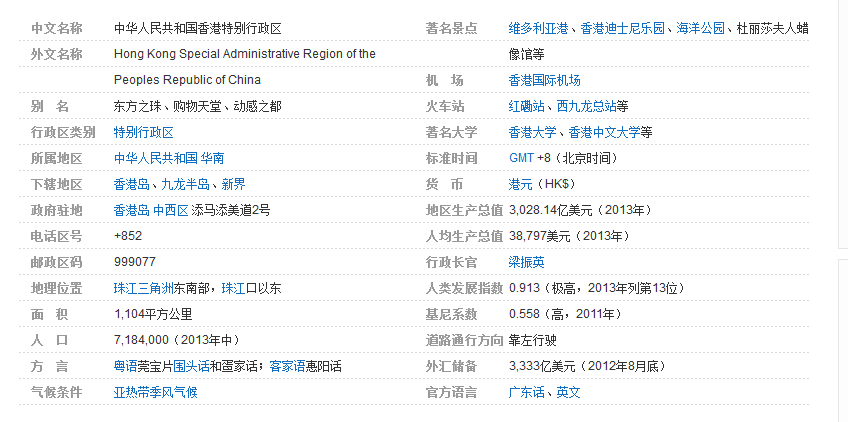 中文名称 中华人民共和国香港特别行政区
外文名称 Hong Kong Special Administrative Region of the
Peoples Republic of China
别 名 东方之珠、购物天堂、动感之都
行政区类别 特别行政区
所属地区 中华人民共和国 华南
下辖地区 香港岛、九龙半岛、新界
政府驻地 香港岛 中西区 添马添美道2号
电话区号 +852
邮政区码 999077
地理位置 珠江三角洲东南部，珠江口以东
面 积 1,104平方公里
人 口 7,184,000（2013年中）
方 言 粤语莞宝片围头话和疍家话；客家语惠阳话
气候条件 亚热带季风气候
著名景点 维多利亚港、香港迪士尼乐园、海洋公园、杜丽莎夫人蜡
像馆等
机 场 香港国际机场
火车站 红磡站、西九龙总站等
著名大学 香港大学、香港中文大学等
标准时间 GMT +8（北京时间）
货 币 港元（HK$）
地区生产总值 3,028.14亿美元（2013年）
人均生产总值 38,797美元（2013年）
行政长官 梁振英
人类发展指数 0.913（极高，2013年列第13位）
基尼系数 0.558（高，2011年）
道路通行方向 靠左行驶
外汇储备 3,333亿美元（2012年8月底）
官方语言 广东话、英文